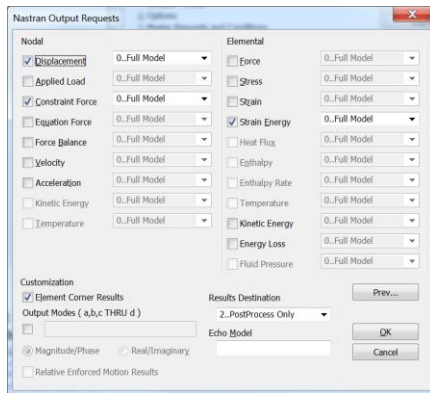 Nastran Output Requests
Nodal
Displacement 0..Full Model
Applied Load 0..Full Model
Constraint Force 0..Full Model
Equation Force 0..Full Model
Force Balance 0..Full Model
Velocity 0..Full Model
Acceleration 0..Full Model
Kinetic Energy 0..Full Model
Temperature 0..Full Model
Elemental
Force 0..Full Model
Stress 0..Full Model
Strain 0..Full Model
Strain Energy 0..Full Model
Heat Flux 0..Full Model
Enthalpy 0..Full Model
Enthalpy Rate 0..Full Model
Temperature 0..Full Model
Kinetic Energy 0..Full Model
Energy Loss 0..Full Model
Fluid Pressure 0..Full Model
Customization
Element Corner Results
Output Modes ( a,b,c THRU d )
Magnitude/Phase Real/Imaginary
Relative Enforced Motion Results
Results Destination
2..PostProcess Only
Echo Model
Prev...
OK
Cancel